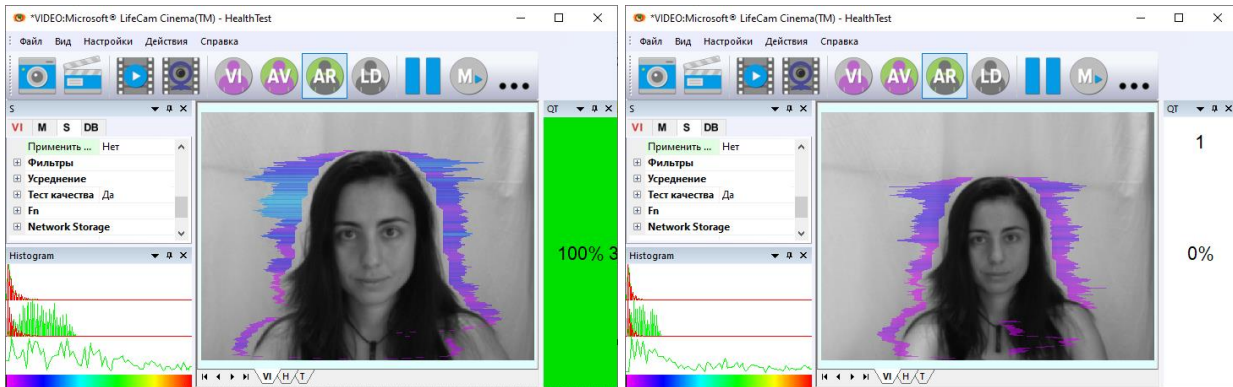 *VIDEO:Microsoft® LifeCam Cinema(TM) - HealthTest
Файл Вид Настройки Действия Справка
VI AV AR LD M
S
VI M S DB
Применить ... Нет
Фильтры
Усреднение
Тест качества Да
Fn
Network Storage
Histogram
VI H T
QT
100% 3
*VIDEO:Microsoft® LifeCam Cinema(TM) - HealthTest
Файл Вид Настройки Действия Справка
VI AV AR LD M
S
VI M S DB
Применить ... Нет
Фильтры
Усреднение
Тест качества Да
Fn
Network Storage
Histogram
VI H T
QT
1
0%